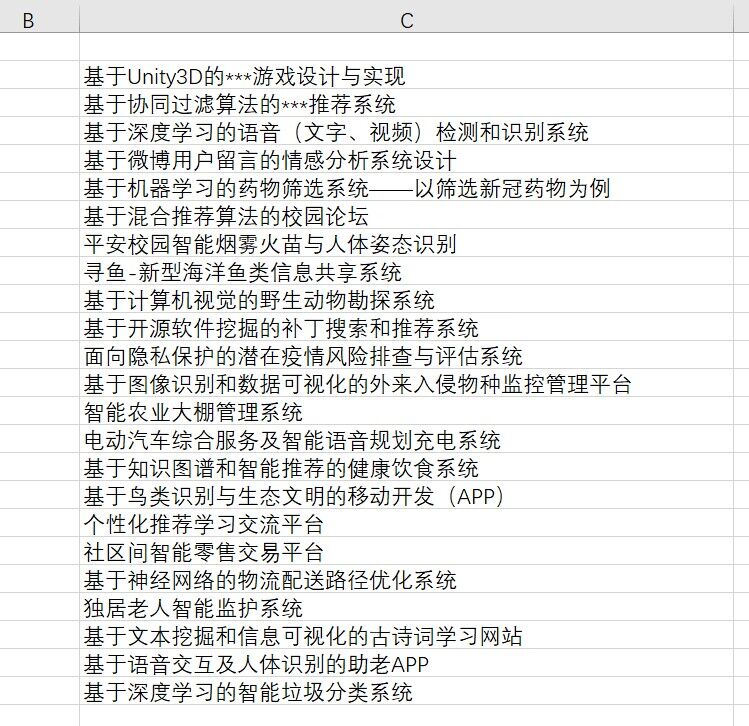 B C
基于Unity3D的***游戏设计与实现
基于协同过滤算法的***推荐系统
基于深度学习的语音（文字、视频）检测和识别系统
基于微博用户留言的情感分析系统设计
基于机器学习的药物筛选系统——以筛选新冠药物为例
基于混合推荐算法的校园论坛
平安校园智能烟雾火苗与人体姿态识别
寻鱼-新型海洋鱼类信息共享系统
基于计算机视觉的野生动物勘探系统
基于开源软件挖掘的补丁搜索和推荐系统
面向隐私保护的潜在疫情风险排查与评估系统
基于图像识别和数据可视化的外来入侵物种监控管理平台
智能农业大棚管理系统
电动汽车综合服务及智能语音规划充电系统
基于知识图谱和智能推荐的健康饮食系统
基于鸟类识别与生态文明的移动开发（APP）
个性化推荐学习交流平台
社区间智能零售交易平台
基于神经网络的物流配送路径优化系统
独居老人智能监护系统
基于文本挖掘和信息可视化的古诗词学习网站
基于语音交互及人体识别的助老APP
基于深度学习的智能垃圾分类系统